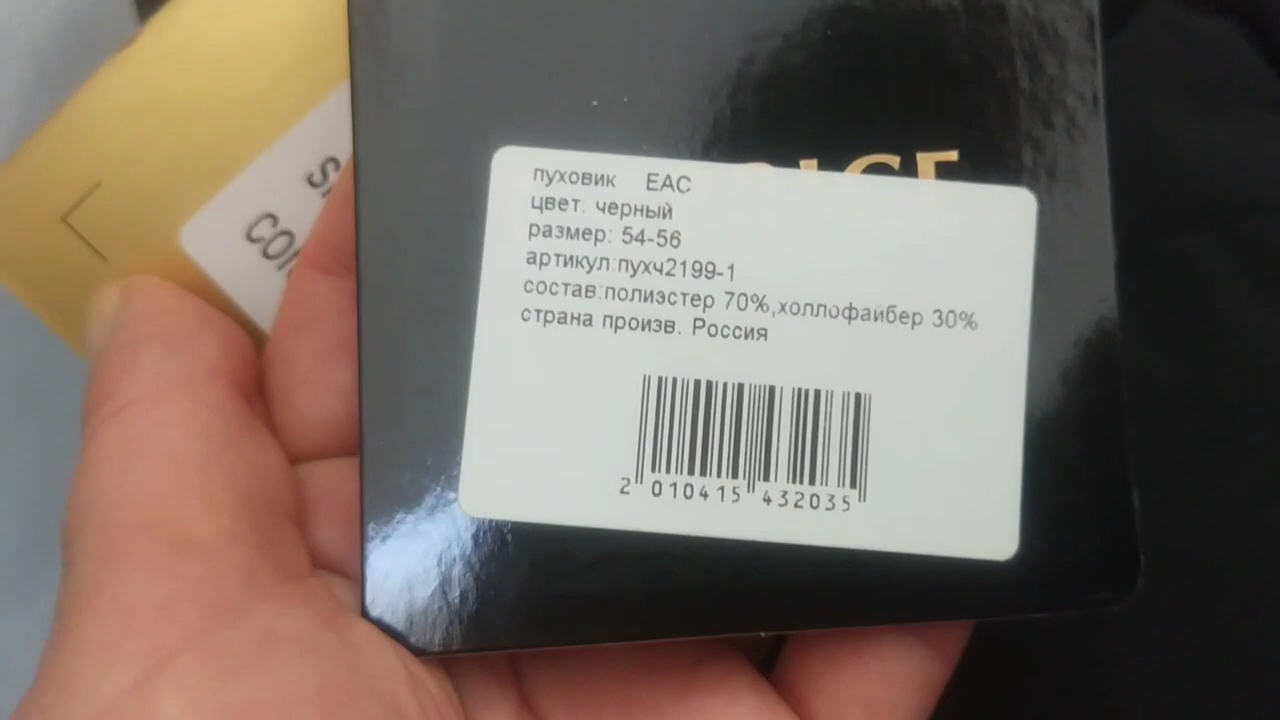 пуховик EAC
цвет. черный
размер: 54-56
артикул:пухч2199-1
состав:полиэстер 70%,холлофайбер 30%
страна произв. Россия
2 010415 432035